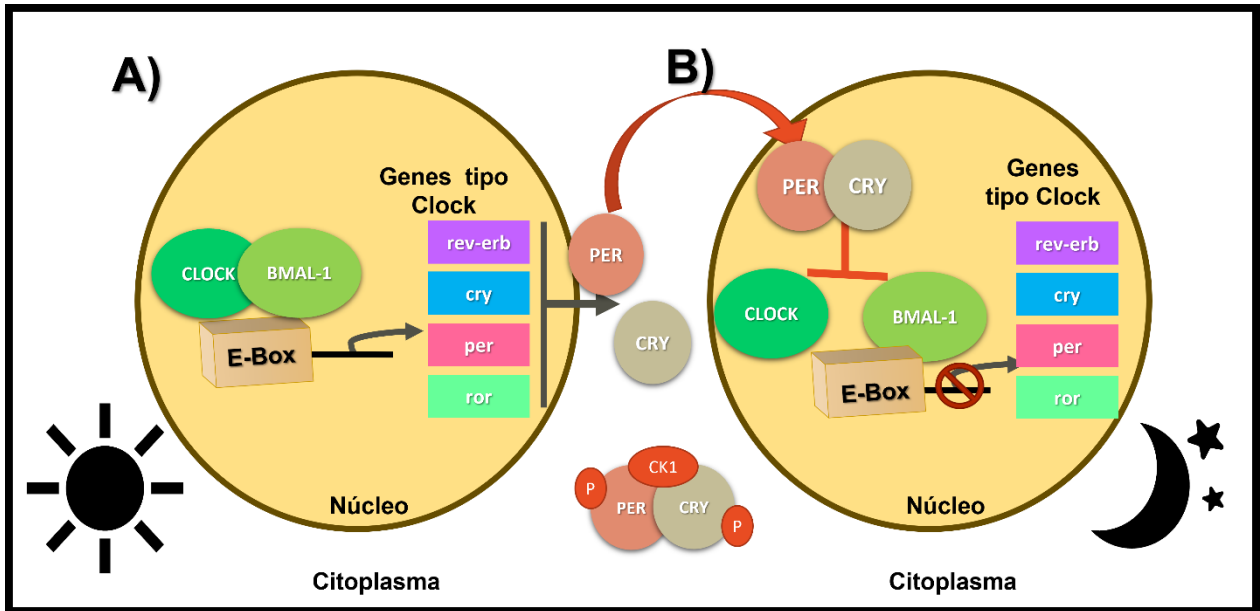 A)
Genes tipo
Clock
rev-erb
cry
per
ror
CLOCK
BMAL-1
E-Box
Núcleo
Citoplasma
PER
CRY
CK1
P
PER
CRY
P
B)
PER
CRY
Genes
tipo Clock
rev-erb
cry
per
ror
CLOCK
BMAL-1
E-Box
Núcleo
Citoplasma